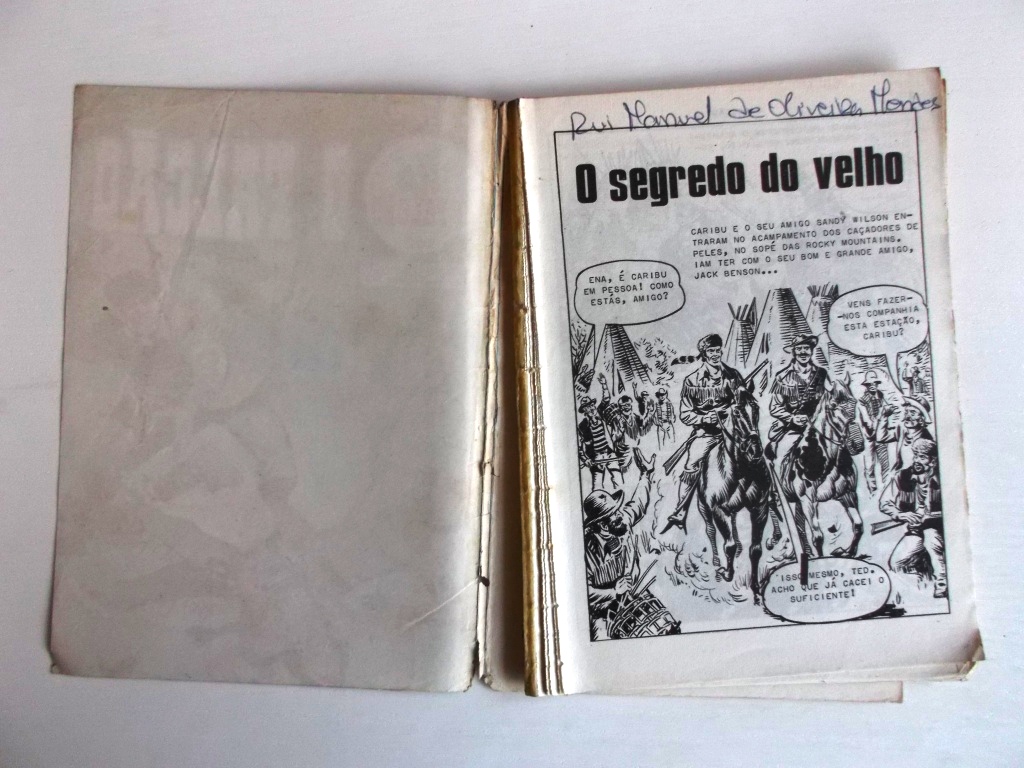 Rui Manuel de Oliveira Mendes
O segredo do velho
CARIBU E O SEU AMIGO SANDY WILSON EN-
TRARAM NO ACAMPAMENTO DOS CAÇADORES DE
PELES, NO SOPÉ DAS ROCKY MOUNTAINS.
IAM TER COM O SEU BOM E GRANDE AMIGO,
JACK BENSON...
ENA, É CARIBU
EM PESSOA! COMO
ESTÁS, AMIGO?
VENS FAZER-
-NOS COMPANHIA
ESTA ESTAÇÃO,
CARIBU?
ISSO MESMO, TED.
ACHO QUE JÁ CACEI O
SUFICIENTE!